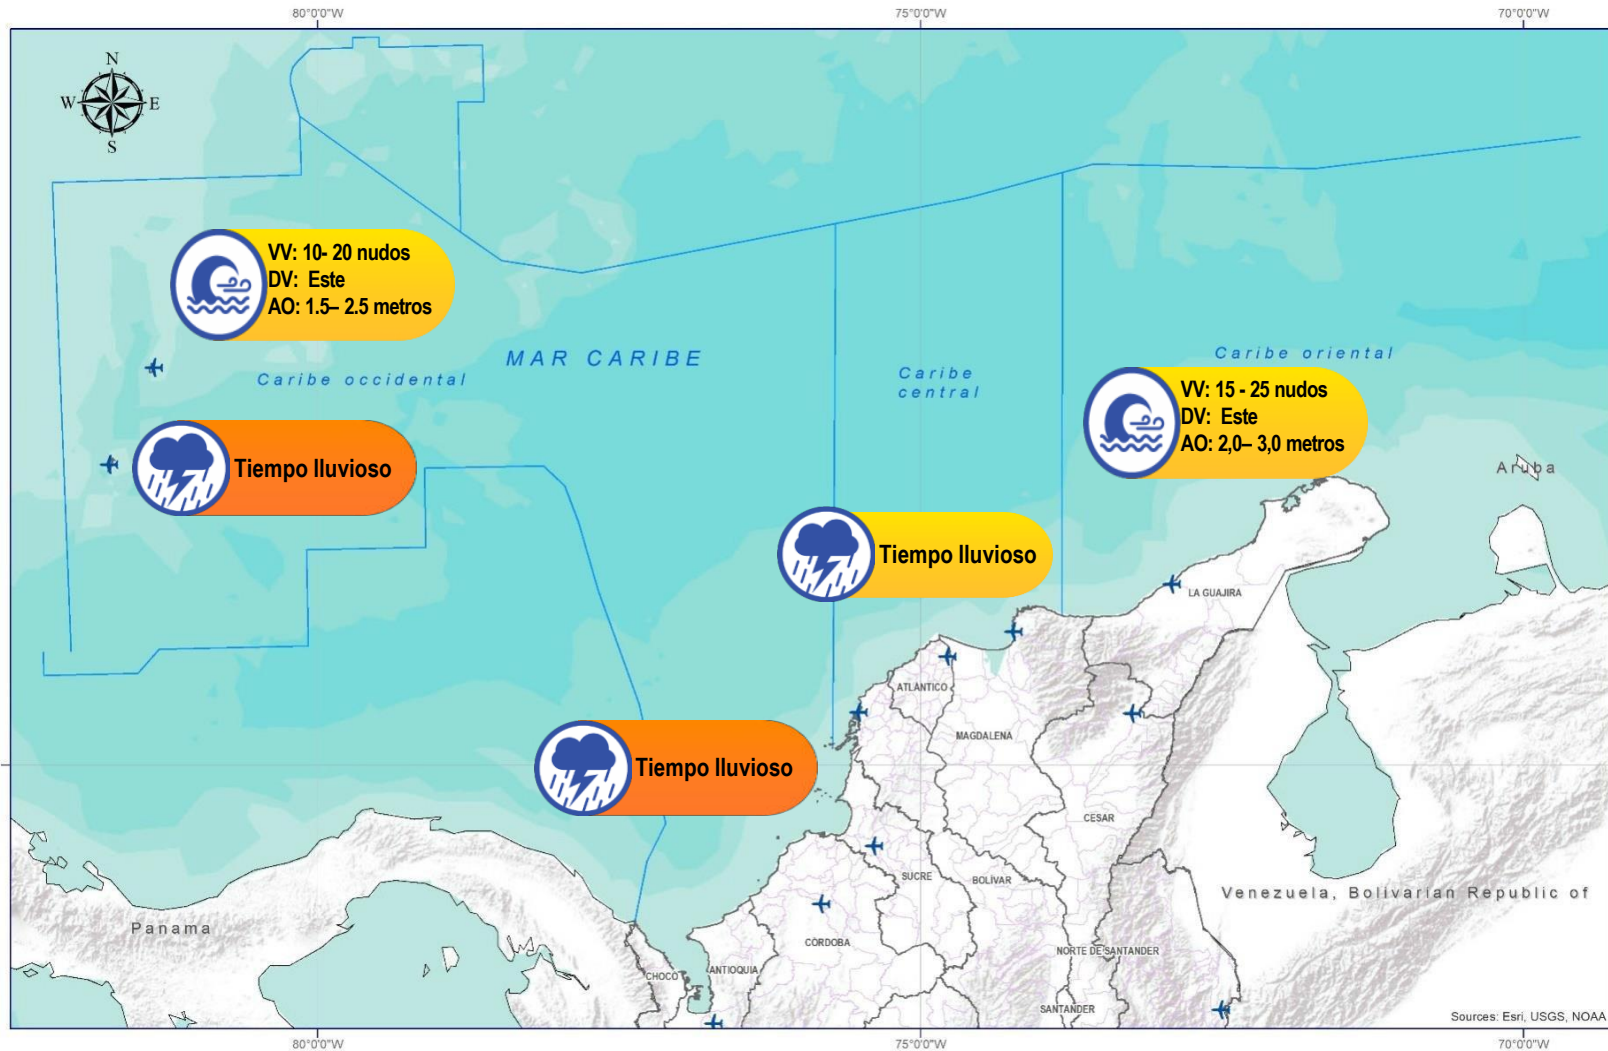 80°0'0"W
75°0'0"W
70°0'0"W
N
W
E
S
VV: 10- 20 nudos
DV: Este
AO: 1.5– 2.5 metros
MAR CARIBE
Caribe occidental
Caribe
central
Caribe oriental
VV: 15 - 25 nudos
DV: Este
AO: 2,0– 3,0 metros
Tiempo lluvioso
Aruba
Tiempo lluvioso
LA GUAJIRA
ATLÁNTICO
MAGDALENA
Tiempo lluvioso
CESAR
SUCRE
BOLÍVAR
Venezuela, Bolivarian Republic of
Panama
CÓRDOBA
NORTE DE SANTANDER
CHOCÓ
ANTIOQUIA
SANTANDER
Sources: Esri, USGS, NOAA
80°0'0"W
75°0'0"W
70°0'0"W